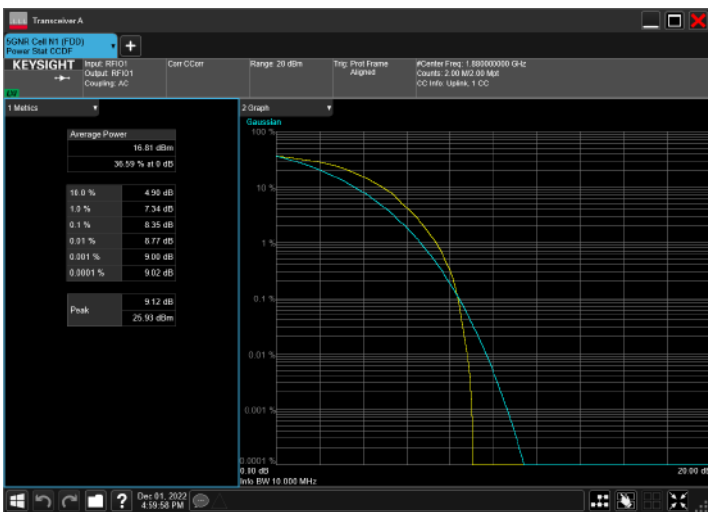 Transceiver A
5GNR Cell N1 (FDD)
Power Stat CCDF
KEYSIGHT
Input: RFIO1
Output: RFIO1
Coupling: AC
Corr CCorr
Range: 20 dBm
Trig: Prot Frame
Aligned
#Center Freq: 1.880000000 GHz
Counts: 2.00 M/2.00 Mpt
CC Info: Uplink, 1 CC
1 Metrics
Average Power
16.81 dBm
36.59 % at 0 dB
10.0 % 4.90 dB
1.0 % 7.34 dB
0.1 % 8.35 dB
0.01 % 8.77 dB
0.001 % 9.00 dB
0.0001 % 9.02 dB
Peak
9.12 dB
25.93 dBm
2 Graph
Gaussian
100 %
10 %
1 %
0.1 %
0.01 %
0.001 %
0.0001 %
0.00 dB
20.00 dB
Info BW 10.000 MHz
?
Dec 01, 2022
4:59:58 PM